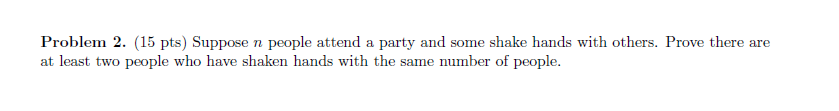 Problem 2. (15 pts) Suppose n people attend a party and some shake hands with others. Prove there are
at least two people who have shaken hands with the same number of people.